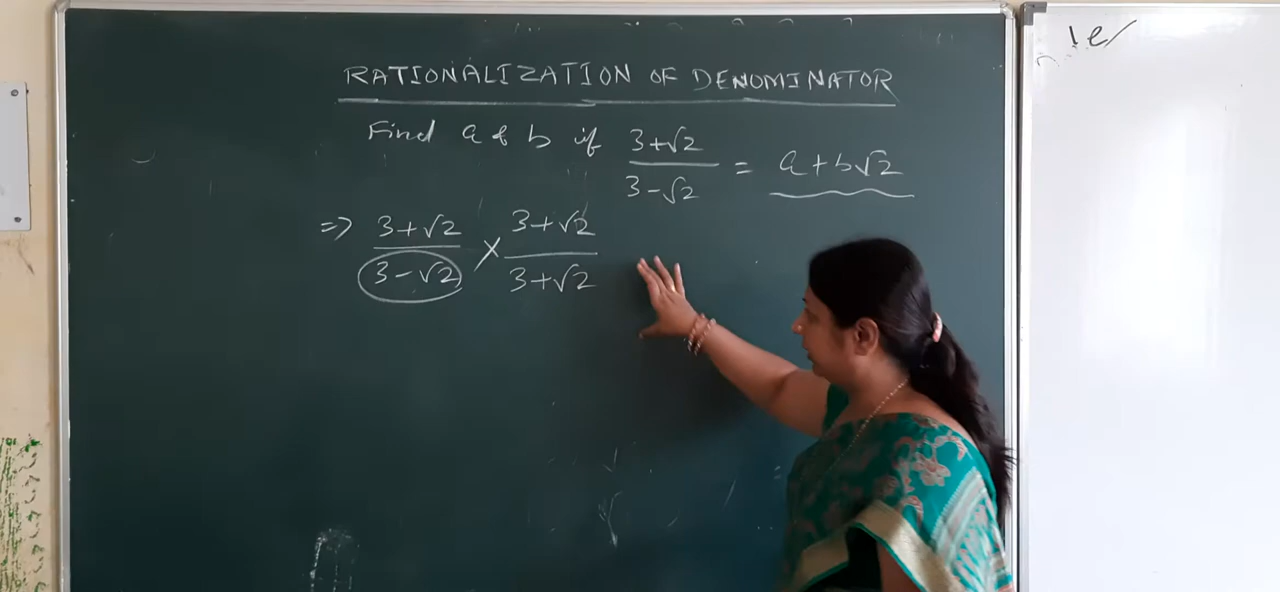 RATIONALIZATION OF DENOMINATOR
Find a & b if 3+√2 / 3-√2 = a+b√2
=> 3+√2 / 3-√2 × 3+√2 / 3+√2